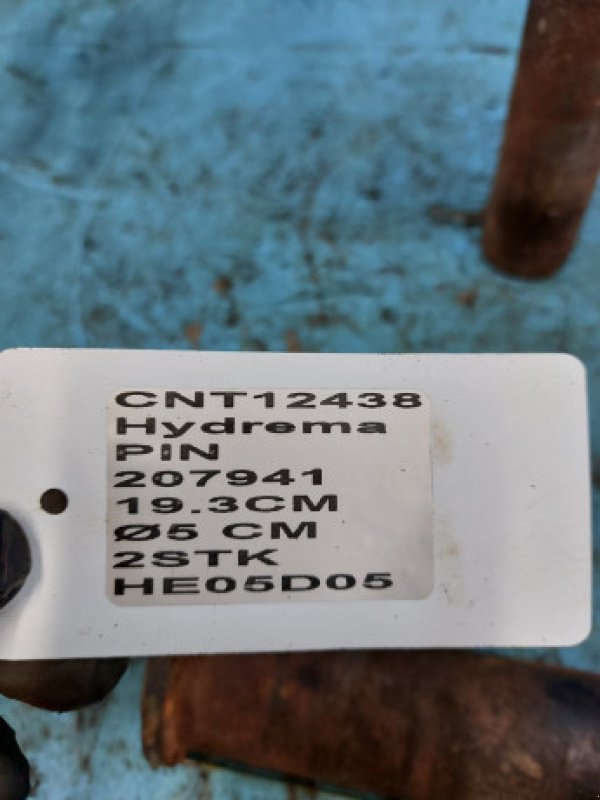 CNT12438
Hydrema
PIN
207941
19.3CM
Ø5 CM
2STK
HE05D05